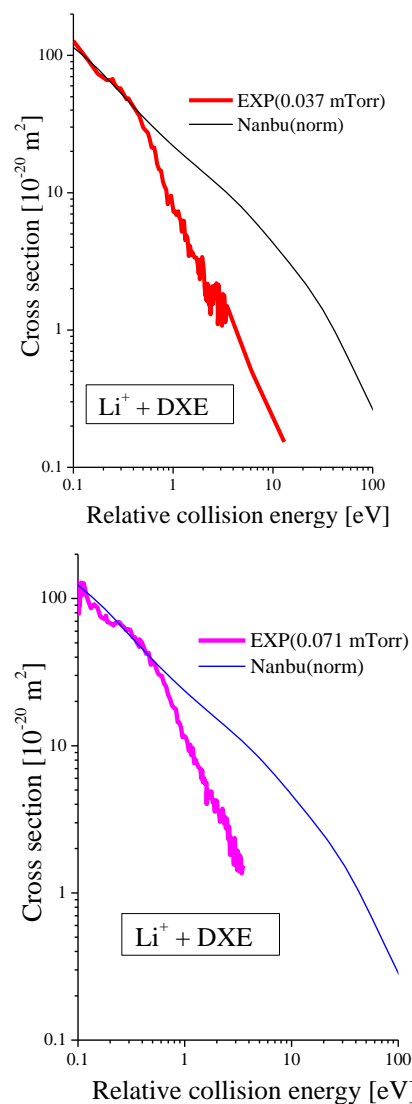 100
10
1
0.1
Cross section [10⁻²⁰ m²]
EXP(0.037 mTorr)
Nanbu(norm)
Li⁺ + DXE
0.1 1 10 100
Relative collision energy [eV]
100
10
1
0.1
Cross section [10⁻²⁰ m²]
EXP(0.071 mTorr)
Nanbu(norm)
Li⁺ + DXE
0.1 1 10 100
Relative collision energy [eV]